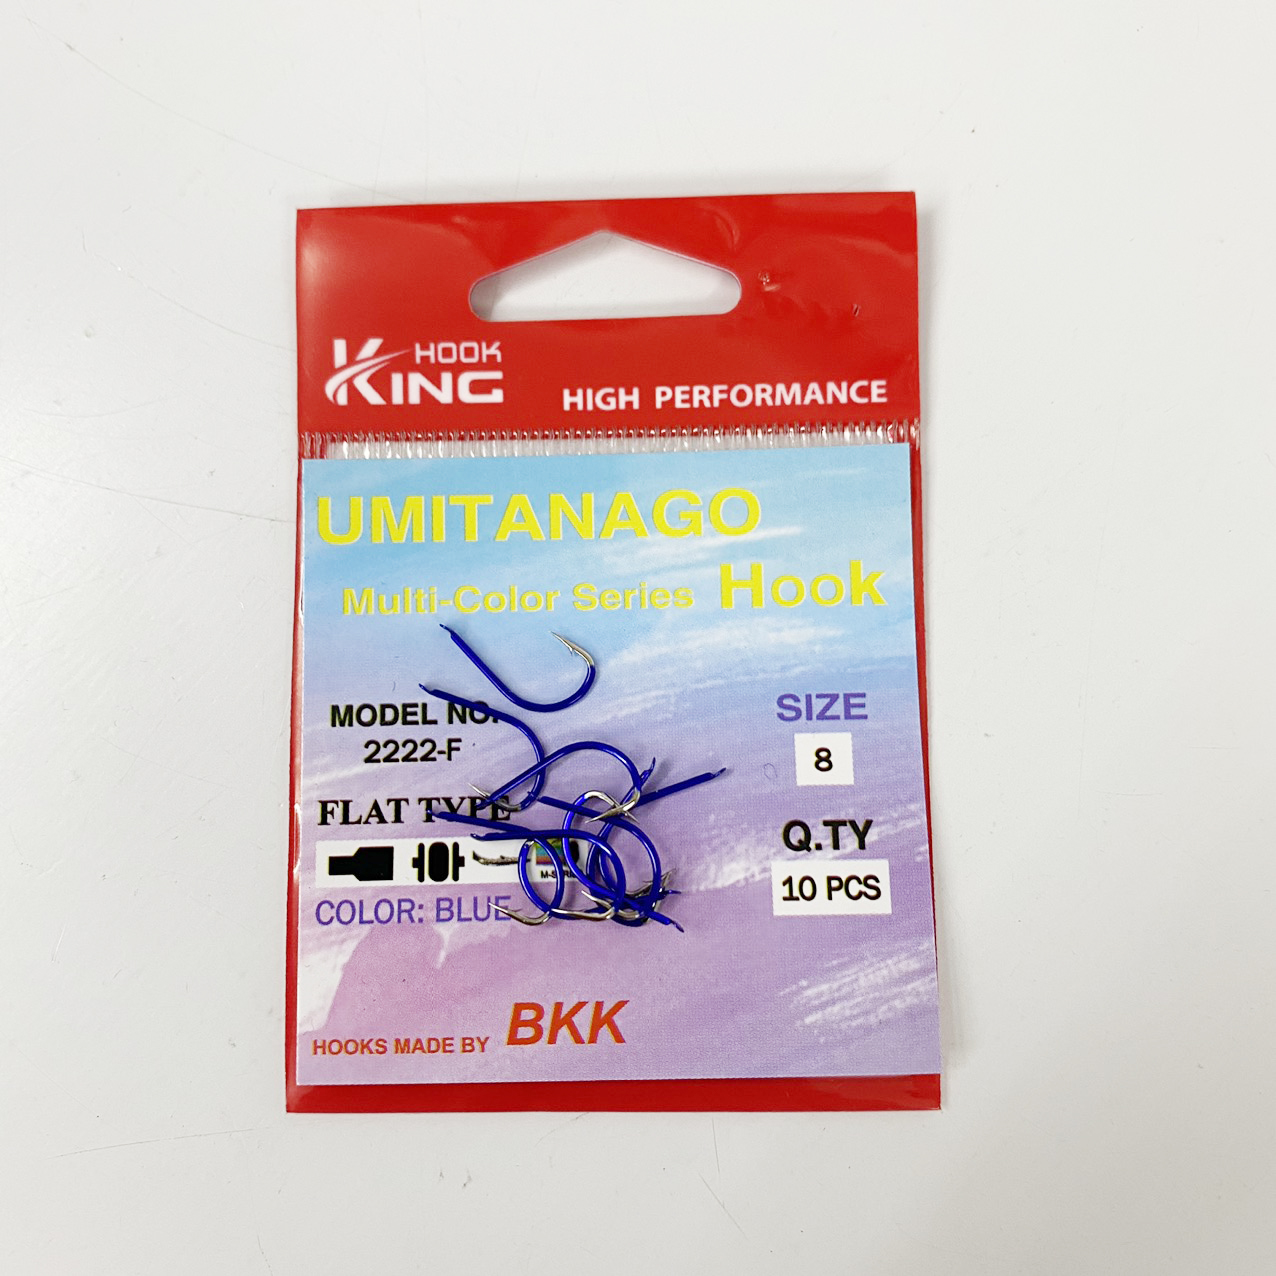 HOOK
KING
HIGH PERFORMANCE
UMITANAGO
Multi-Color Series Hook
MODEL NO.
2222-F
SIZE
8
FLAT TYPE
Q.TY
10 PCS
COLOR: BLUE
HOOKS MADE BY BKK